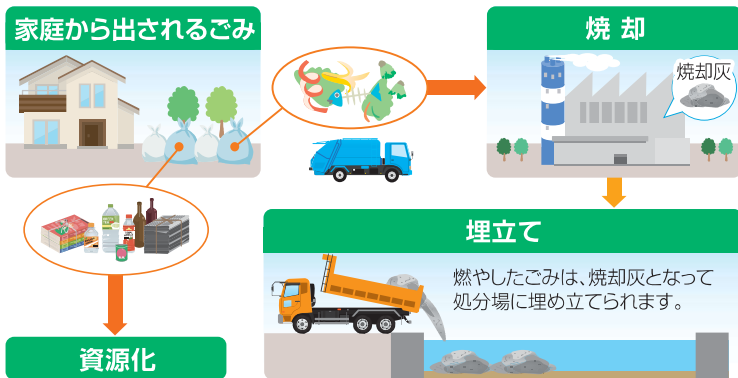 家庭から出されるごみ
焼却
焼却灰
埋立て
燃やしたごみは、焼却灰となって
処分場に埋め立てられます。
資源化